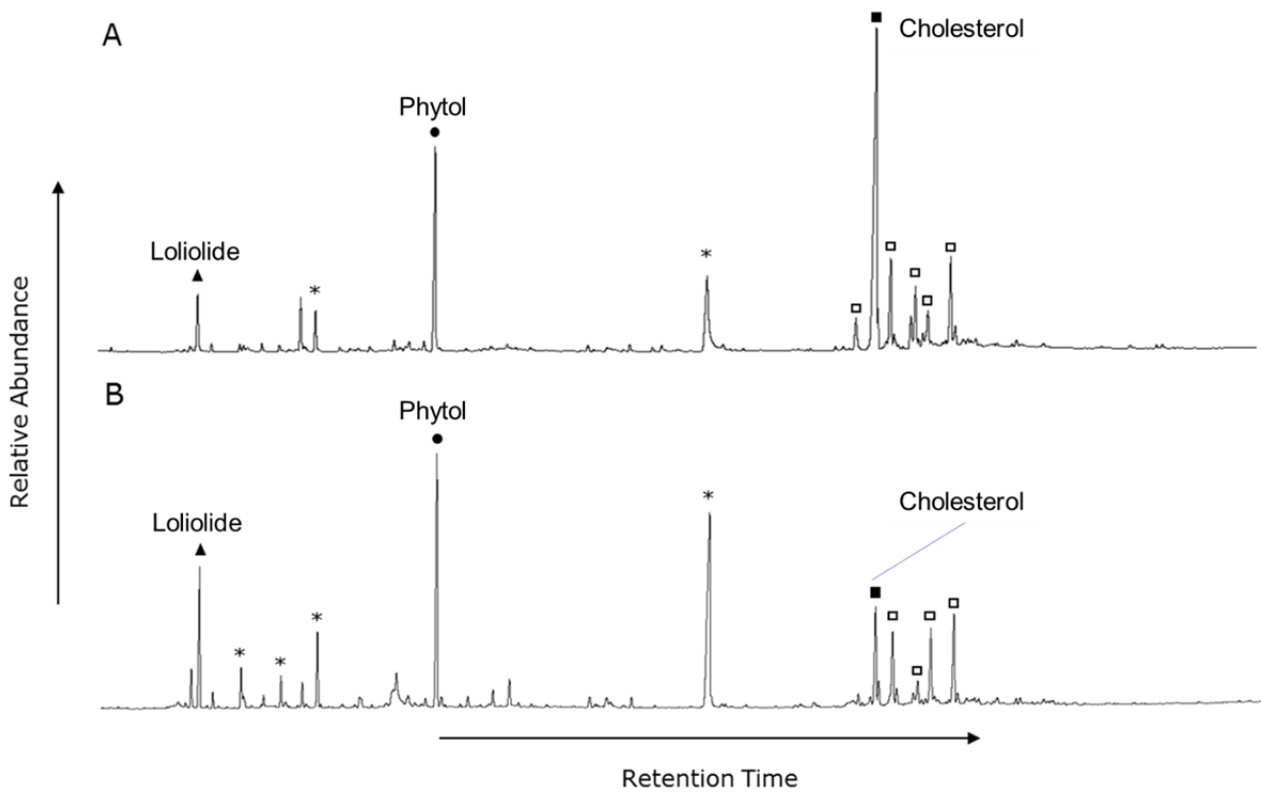 A
Cholesterol
Phytol
Loliolide
*
*
Relative Abundance
B
Phytol
Cholesterol
Loliolide
*
*
*
*
Retention Time